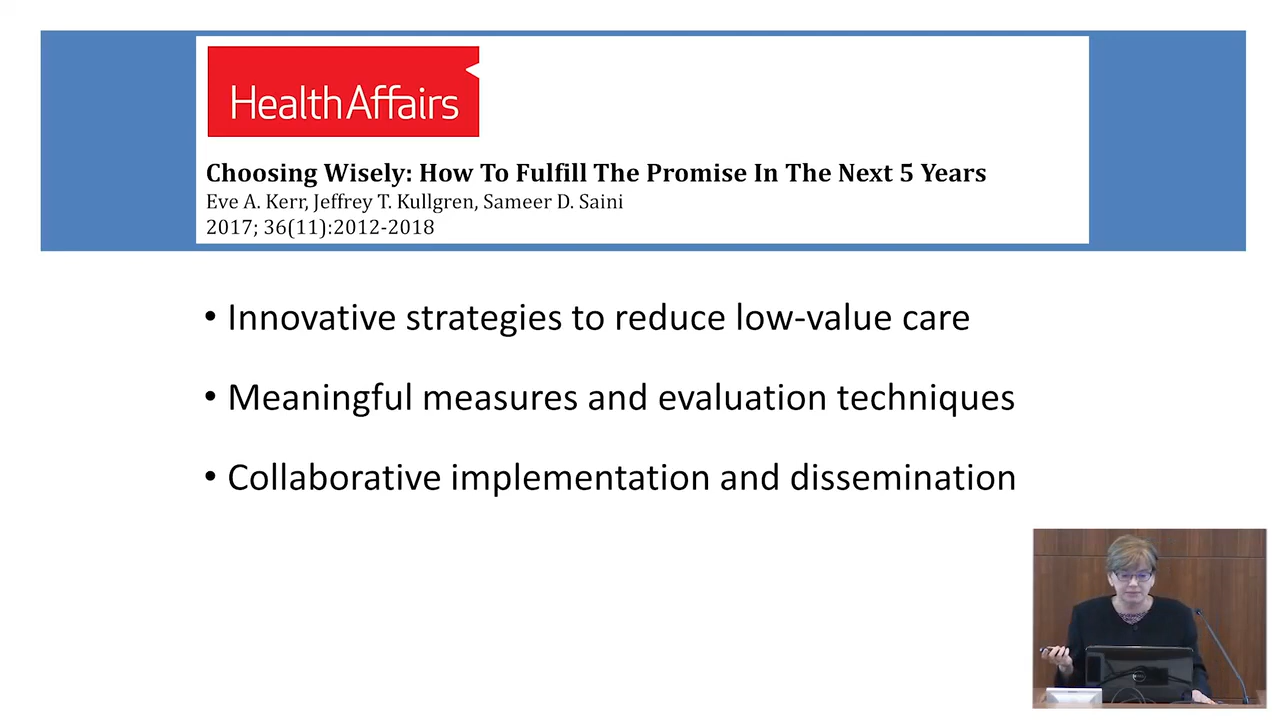 HealthAffairs
Choosing Wisely: How To Fulfill The Promise In The Next 5 Years
Eve A. Kerr, Jeffrey T. Kullgren, Sameer D. Saini
2017; 36(11):2012-2018
• Innovative strategies to reduce low-value care
• Meaningful measures and evaluation techniques
• Collaborative implementation and dissemination